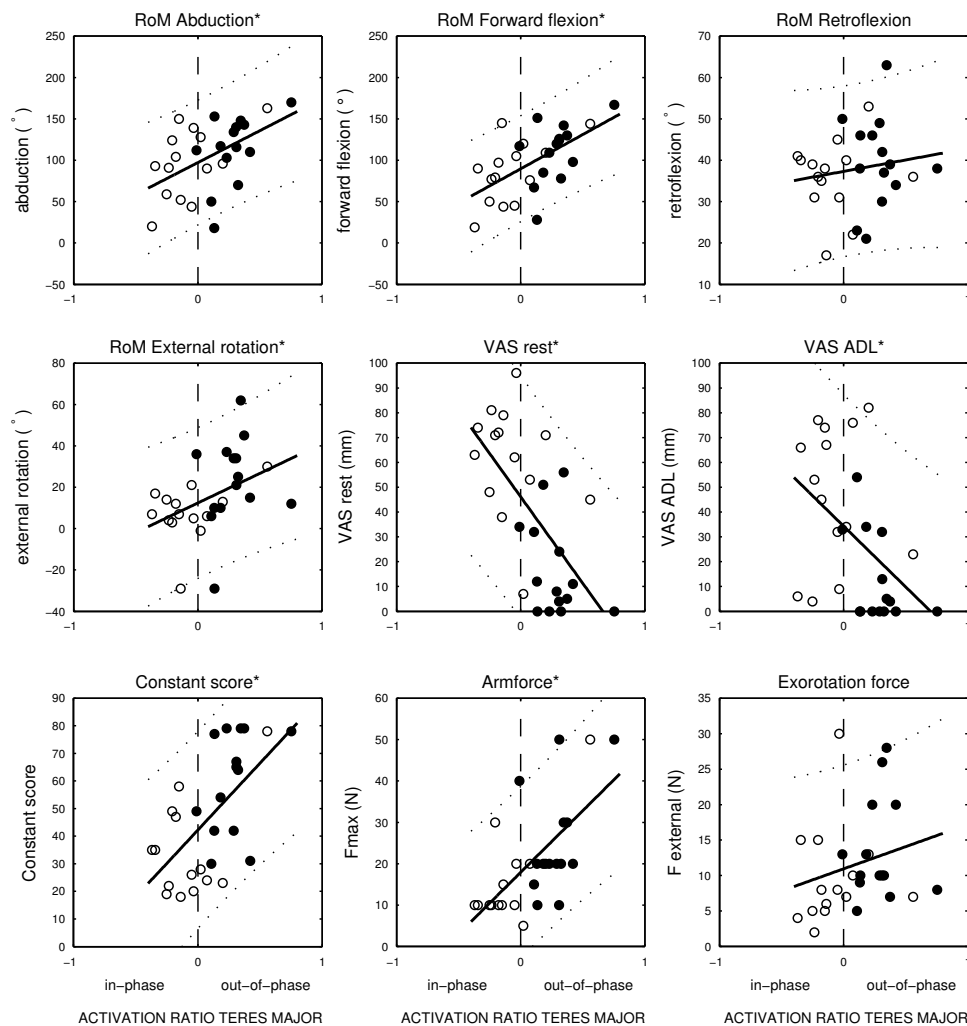 RoM Abduction*
250
200
150
100
50
0
−50
−1 0 1
abduction ( ° )
RoM Forward flexion*
250
200
150
100
50
0
−50
−1 0 1
forward flexion ( ° )
RoM Retroflexion
70
60
50
40
30
20
10
−1 0 1
retroflexion ( ° )
RoM External rotation*
80
60
40
20
0
−20
−40
−1 0 1
external rotation ( ° )
VAS rest*
100
90
80
70
60
50
40
30
20
10
0
−1 0 1
VAS rest (mm)
VAS ADL*
100
90
80
70
60
50
40
30
20
10
0
−1 0 1
VAS ADL (mm)
Constant score*
90
80
70
60
50
40
30
20
10
0
−1 0 1
Constant score
in−phase out−of−phase
ACTIVATION RATIO TERES MAJOR
Armforce*
60
50
40
30
20
10
0
−1 0 1
Fmax (N)
in−phase out−of−phase
ACTIVATION RATIO TERES MAJOR
Exorotation force
35
30
25
20
15
10
5
0
−1 0 1
F external (N)
in−phase out−of−phase
ACTIVATION RATIO TERES MAJOR